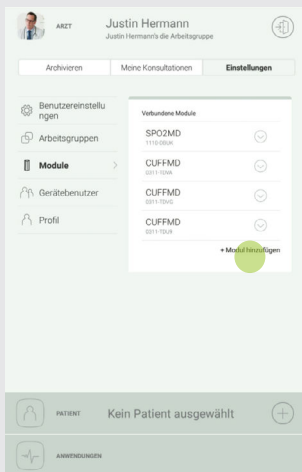 ARZT
Justin Hermann
Justin Hermann's die Arbeitsgruppe
Archivieren
Meine Konsultationen
Einstellungen
Benutzereinstellu
ngen
Arbeitsgruppen
Module
Gerätebenutzer
Profil
Verbundene Module
SPO2MD
CUFFMD
CUFFMD
CUFFMD
+ Modul hinzufügen
PATIENT
Kein Patient ausgewählt
ANWENDUNGEN